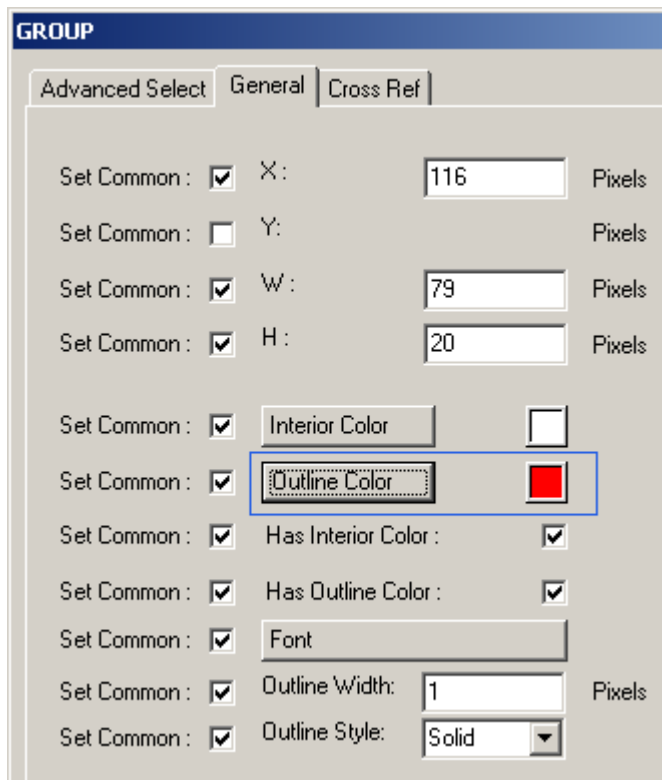 GROUP
Advanced Select General Cross Ref
Set Common : X : 116 Pixels
Set Common : Y: Pixels
Set Common : W : 79 Pixels
Set Common : H : 20 Pixels
Set Common : Interior Color
Set Common : Outline Color
Set Common : Has Interior Color :
Set Common : Has Outline Color :
Set Common : Font
Set Common : Outline Width: 1 Pixels
Set Common : Outline Style: Solid